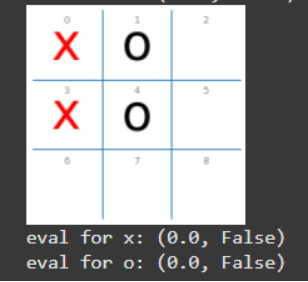 0 1 2
X O
3 4 5
X O
6 7 8
eval for x: (0.0, False)
eval for o: (0.0, False)